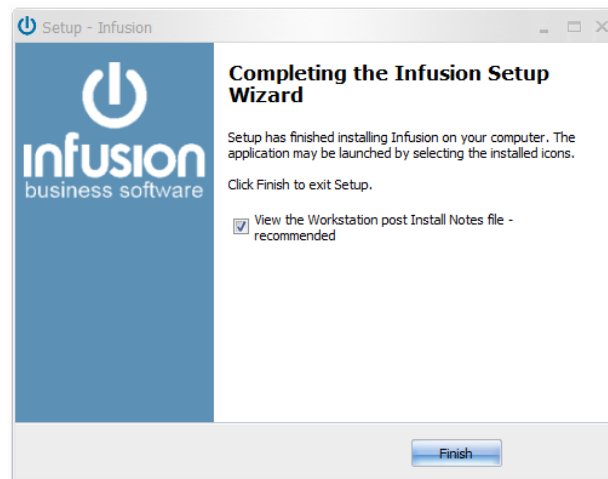 Setup - Infusion
Infusion
business software
Completing the Infusion Setup
Wizard
Setup has finished installing Infusion on your computer. The
application may be launched by selecting the installed icons.
Click Finish to exit Setup.
View the Workstation post Install Notes file -
recommended
Finish